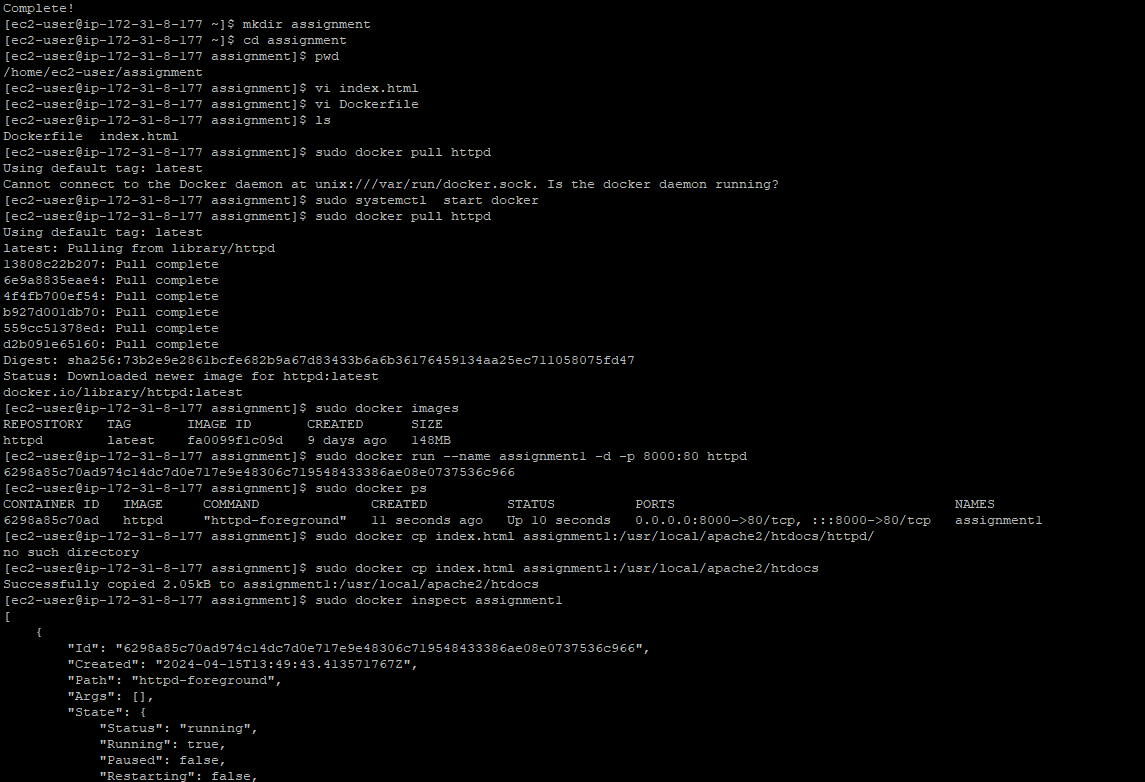 Complete!
[ec2-user@ip-172-31-8-177 ~]$ mkdir assignment
[ec2-user@ip-172-31-8-177 ~]$ cd assignment
[ec2-user@ip-172-31-8-177 assignment]$ pwd
/home/ec2-user/assignment
[ec2-user@ip-172-31-8-177 assignment]$ vi index.html
[ec2-user@ip-172-31-8-177 assignment]$ vi Dockerfile
[ec2-user@ip-172-31-8-177 assignment]$ ls
Dockerfile  index.html
[ec2-user@ip-172-31-8-177 assignment]$ sudo docker pull httpd
Using default tag: latest
Cannot connect to the Docker daemon at unix:///var/run/docker.sock. Is the docker daemon running?
[ec2-user@ip-172-31-8-177 assignment]$ sudo systemctl  start docker
[ec2-user@ip-172-31-8-177 assignment]$ sudo docker pull httpd
Using default tag: latest
latest: Pulling from library/httpd
13808c22b207: Pull complete
6e9a8835eae4: Pull complete
4f4fb700ef54: Pull complete
b927d001db70: Pull complete
559cc51378ed: Pull complete
d2b091e65160: Pull complete
Digest: sha256:73b2e9e2861bcfe682b9a67d83433b6a6b36176459134aa25ec711058075fd47
Status: Downloaded newer image for httpd:latest
docker.io/library/httpd:latest
[ec2-user@ip-172-31-8-177 assignment]$ sudo docker images
REPOSITORY   TAG       IMAGE ID       CREATED      SIZE
httpd        latest    fa0099f1c09d   9 days ago   148MB
[ec2-user@ip-172-31-8-177 assignment]$ sudo docker run --name assignment1 -d -p 8000:80 httpd
6298a85c70ad974c14dc7d0e717e9e48306c719548433386ae08e0737536c966
[ec2-user@ip-172-31-8-177 assignment]$ sudo docker ps
CONTAINER ID   IMAGE     COMMAND              CREATED          STATUS          PORTS                                   NAMES
6298a85c70ad   httpd     "httpd-foreground"   11 seconds ago   Up 10 seconds   0.0.0.0:8000->80/tcp, :::8000->80/tcp   assignment1
[ec2-user@ip-172-31-8-177 assignment]$ sudo docker cp index.html assignment1:/usr/local/apache2/htdocs/httpd/
no such directory
[ec2-user@ip-172-31-8-177 assignment]$ sudo docker cp index.html assignment1:/usr/local/apache2/htdocs
Successfully copied 2.05kB to assignment1:/usr/local/apache2/htdocs
[ec2-user@ip-172-31-8-177 assignment]$ sudo docker inspect assignment1
[
    {
        "Id": "6298a85c70ad974c14dc7d0e717e9e48306c719548433386ae08e0737536c966",
        "Created": "2024-04-15T13:49:43.413571767Z",
        "Path": "httpd-foreground",
        "Args": [],
        "State": {
            "Status": "running",
            "Running": true,
            "Paused": false,
            "Restarting": false,